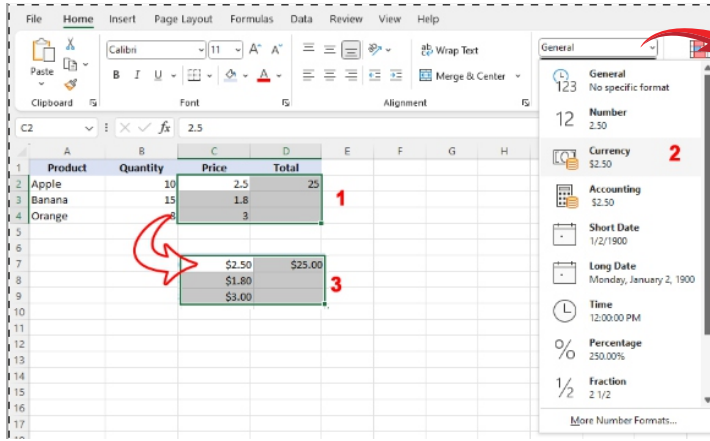 File Home Insert Page Layout Formulas Data Review View Help
Paste
Calibri 11 A^ A˅ ab Wrap Text General
B I U A Merge & Center
Clipboard Font Alignment
C2 fx 2.5
A B C D E F G H
1 Product Quantity Price Total
2 Apple 10 2.5 25
3 Banana 15 1.8
4 Orange 8 3
1
5
6
7 $2.50 $25.00
8 $1.80
9 $3.00
3
10
11
12
13
14
15
16
17
123 General
No specific format
12 Number
2.50
Currency
$2.50
2
Accounting
$2.50
Short Date
1/2/1900
Long Date
Monday, January 2, 1900
Time
12:00:00 PM
% Percentage
250.00%
1/2 Fraction
2 1/2
More Number Formats...